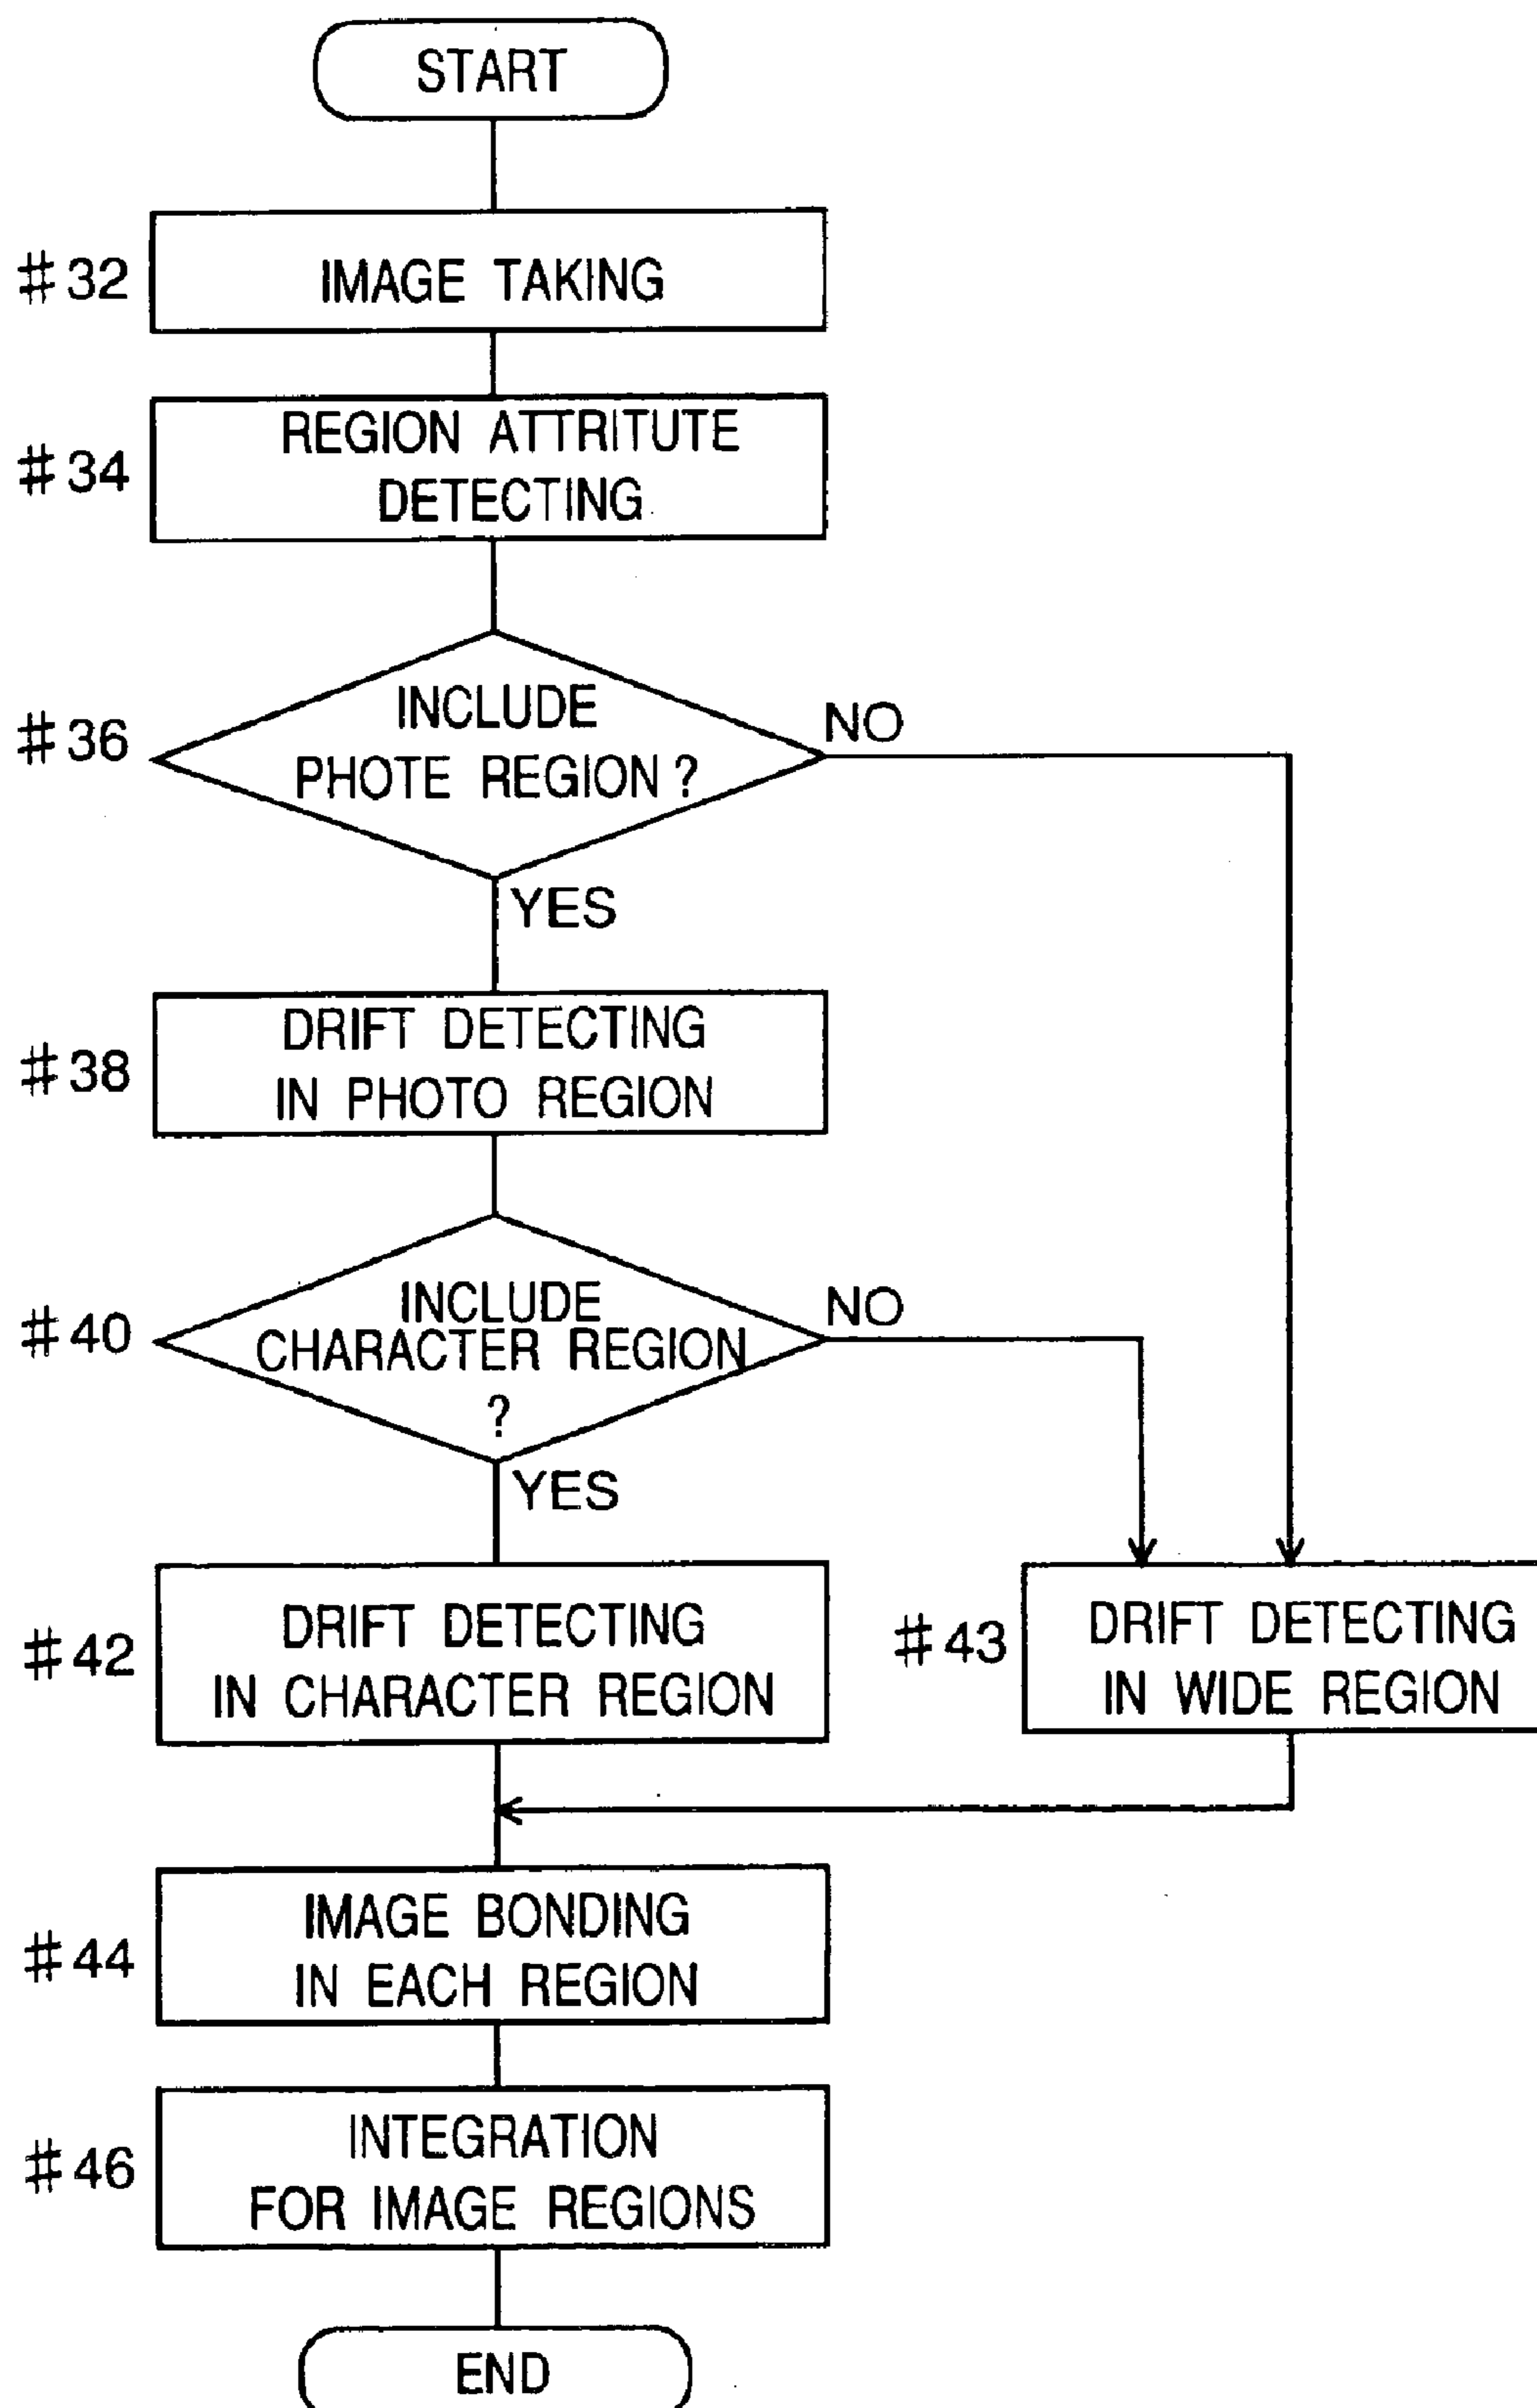 START
#32
IMAGE TAKING
#34
REGION ATTRITUTE
DETECTING
#36
INCLUDE
PHOTE REGION?
NO
YES
#38
DRIFT DETECTING
IN PHOTO REGION
#40
INCLUDE
CHARACTER REGION
?
NO
YES
#42
DRIFT DETECTING
IN CHARACTER REGION
#43
DRIFT DETECTING
IN WIDE REGION
#44
IMAGE BONDING
IN EACH REGION
#46
INTEGRATION
FOR IMAGE REGIONS
END